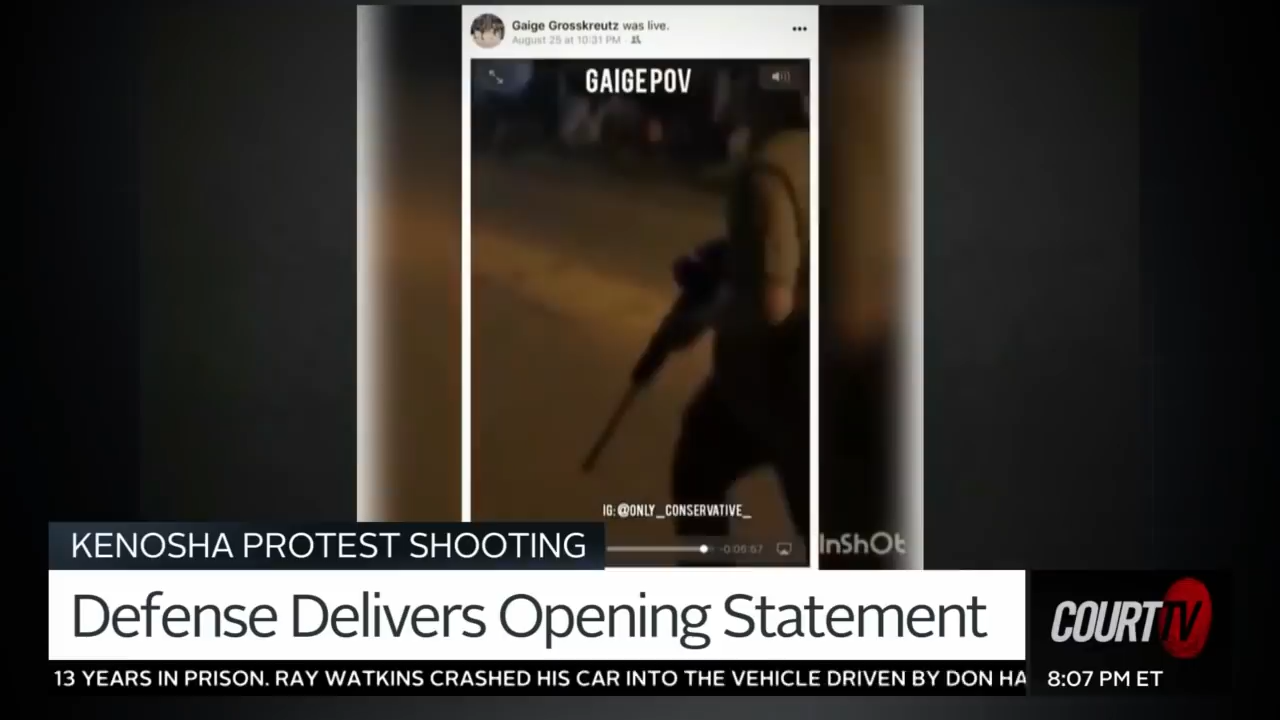 Gaige Grosskreutz was live.
August 25 at 10:31 PM
GAIGE POV
IG: @ONLY_CONSERVATIVE_
-0:06:57
InShOt
KENOSHA PROTEST SHOOTING
Defense Delivers Opening Statement
COURT TV
13 YEARS IN PRISON. RAY WATKINS CRASHED HIS CAR INTO THE VEHICLE DRIVEN BY DON HA
8:07 PM ET